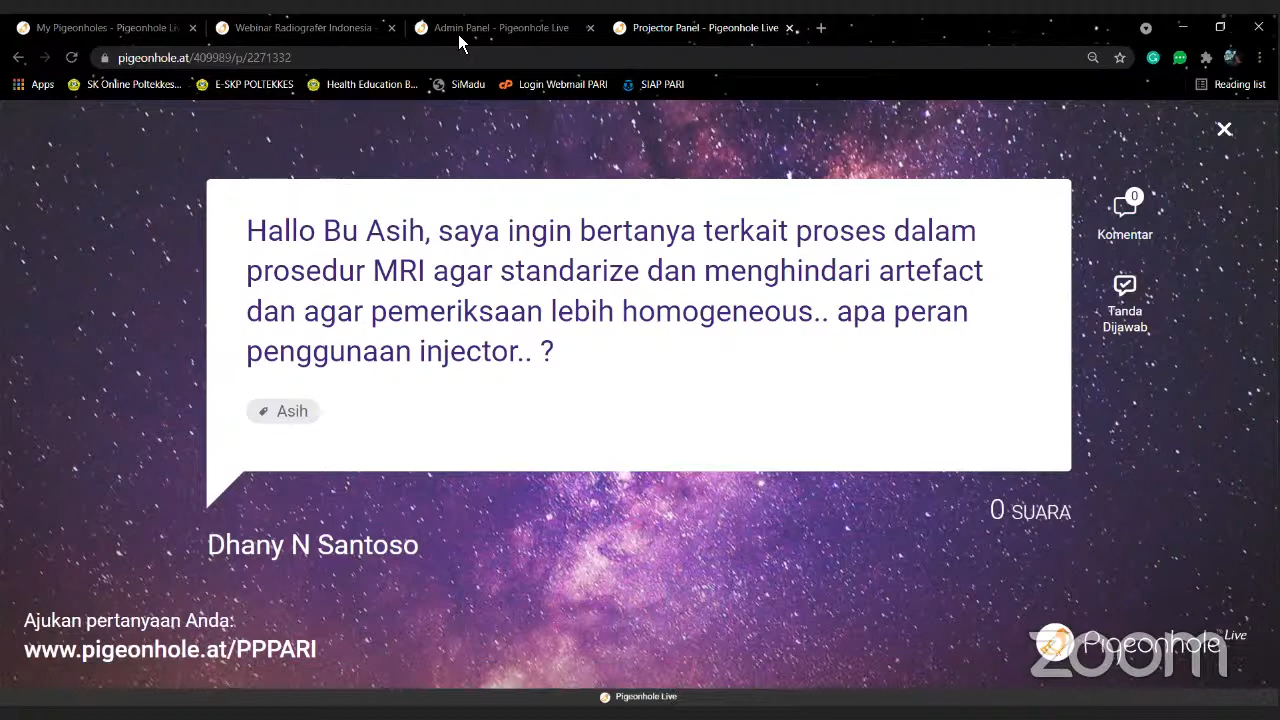 My Pigeonholes - Pigeonhole Liv
Webinar Radiografer Indonesia -
Admin Panel - Pigeonhole Live
Projector Panel - Pigeonhole Live
pigeonhole.at/409989/p/2271332
Apps
SK Online Poltekkes...
E-SKP POLTEKKES
Health Education B...
SiMadu
Login Webmail PARI
SIAP PARI
Reading list
Hallo Bu Asih, saya ingin bertanya terkait proses dalam
prosedur MRI agar standarize dan menghindari artefact
dan agar pemeriksaan lebih homogeneous.. apa peran
penggunaan injector.. ?
Asih
0
Komentar
Tanda
Dijawab
0 SUARA
Dhany N Santoso
Ajukan pertanyaan Anda:
www.pigeonhole.at/PPPARI
Pigeonhole Live
zoom
Pigeonhole Live